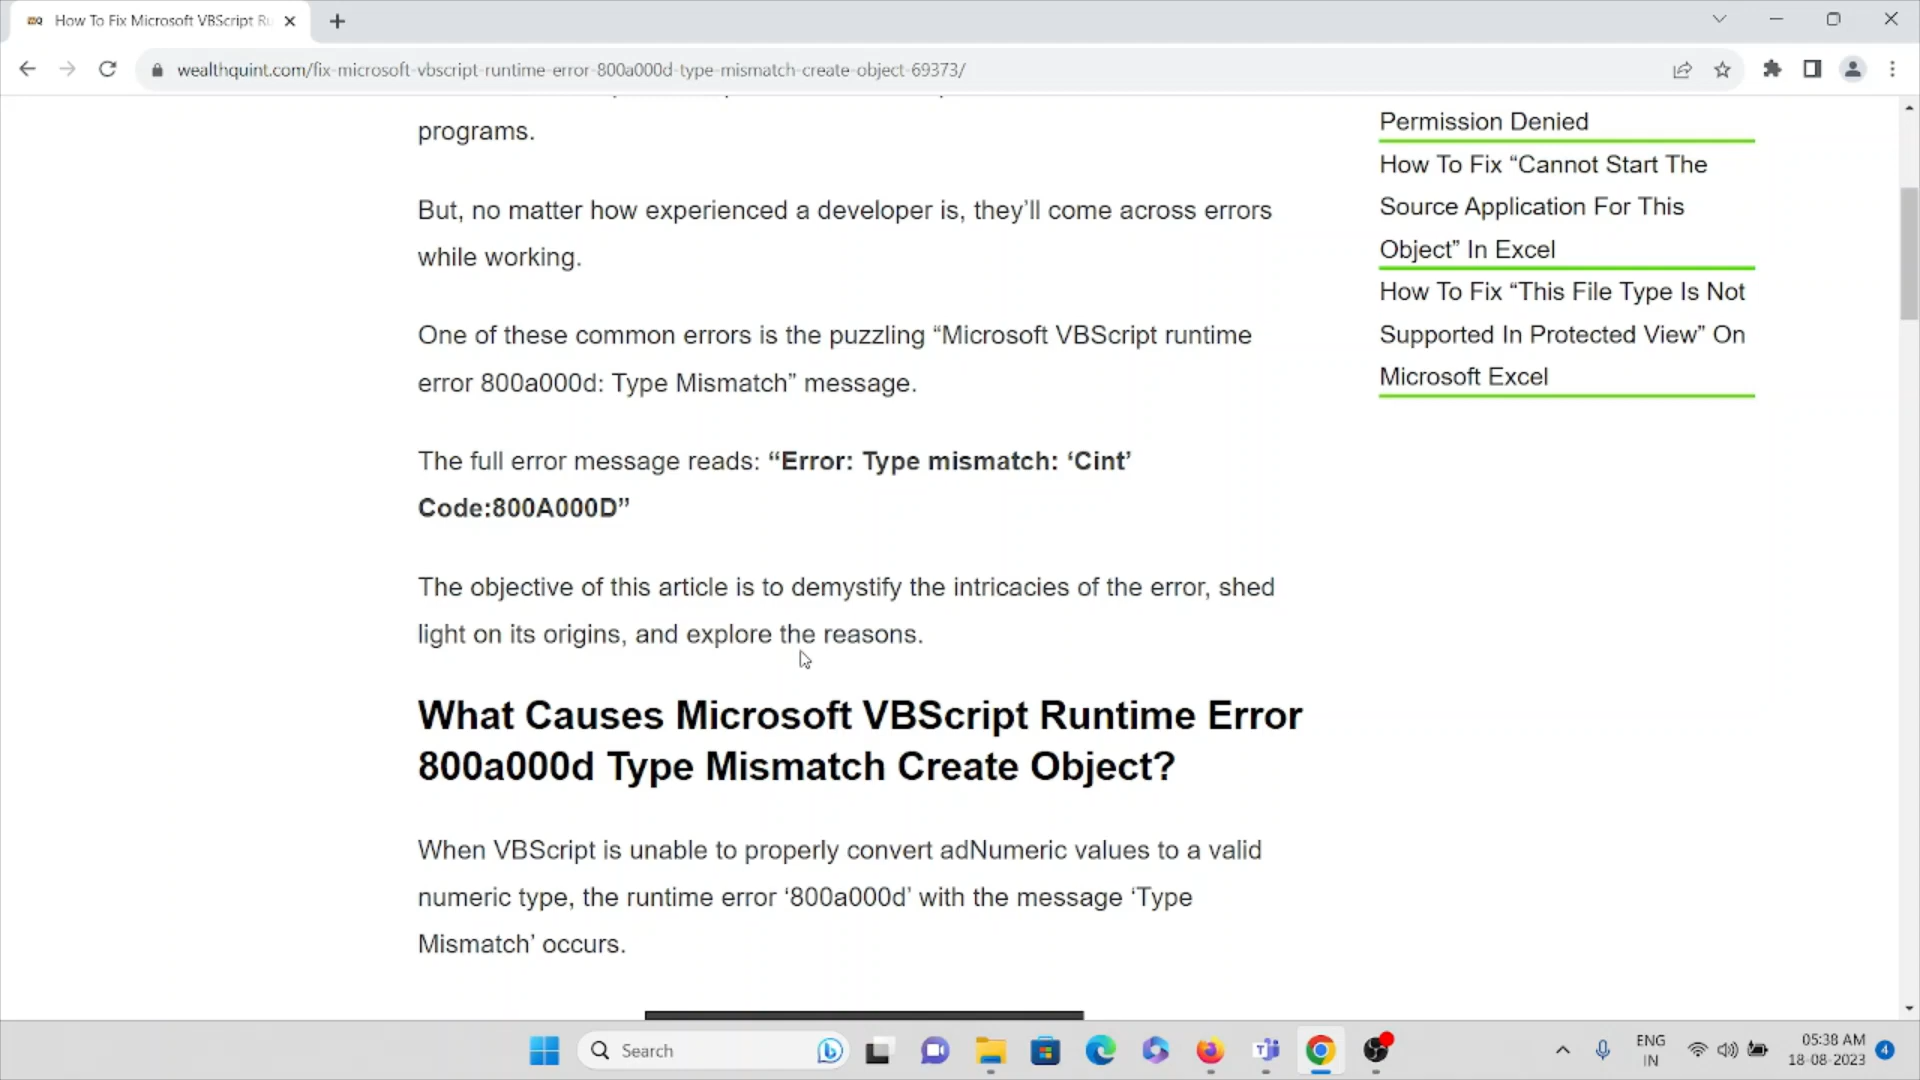 How To Fix Microsoft VBScript Ru
wealthquint.com/fix-microsoft-vbscript-runtime-error-800a000d-type-mismatch-create-object-69373/
programs.
But, no matter how experienced a developer is, they’ll come across errors
while working.
One of these common errors is the puzzling “Microsoft VBScript runtime
error 800a000d: Type Mismatch” message.
The full error message reads: “Error: Type mismatch: ‘Cint’
Code:800A000D”
The objective of this article is to demystify the intricacies of the error, shed
light on its origins, and explore the reasons.
What Causes Microsoft VBScript Runtime Error
800a000d Type Mismatch Create Object?
When VBScript is unable to properly convert adNumeric values to a valid
numeric type, the runtime error ‘800a000d’ with the message ‘Type
Mismatch’ occurs.
Permission Denied
How To Fix “Cannot Start The
Source Application For This
Object” In Excel
How To Fix “This File Type Is Not
Supported In Protected View” On
Microsoft Excel
Search
ENG
IN
05:38 AM
18-08-2023
4